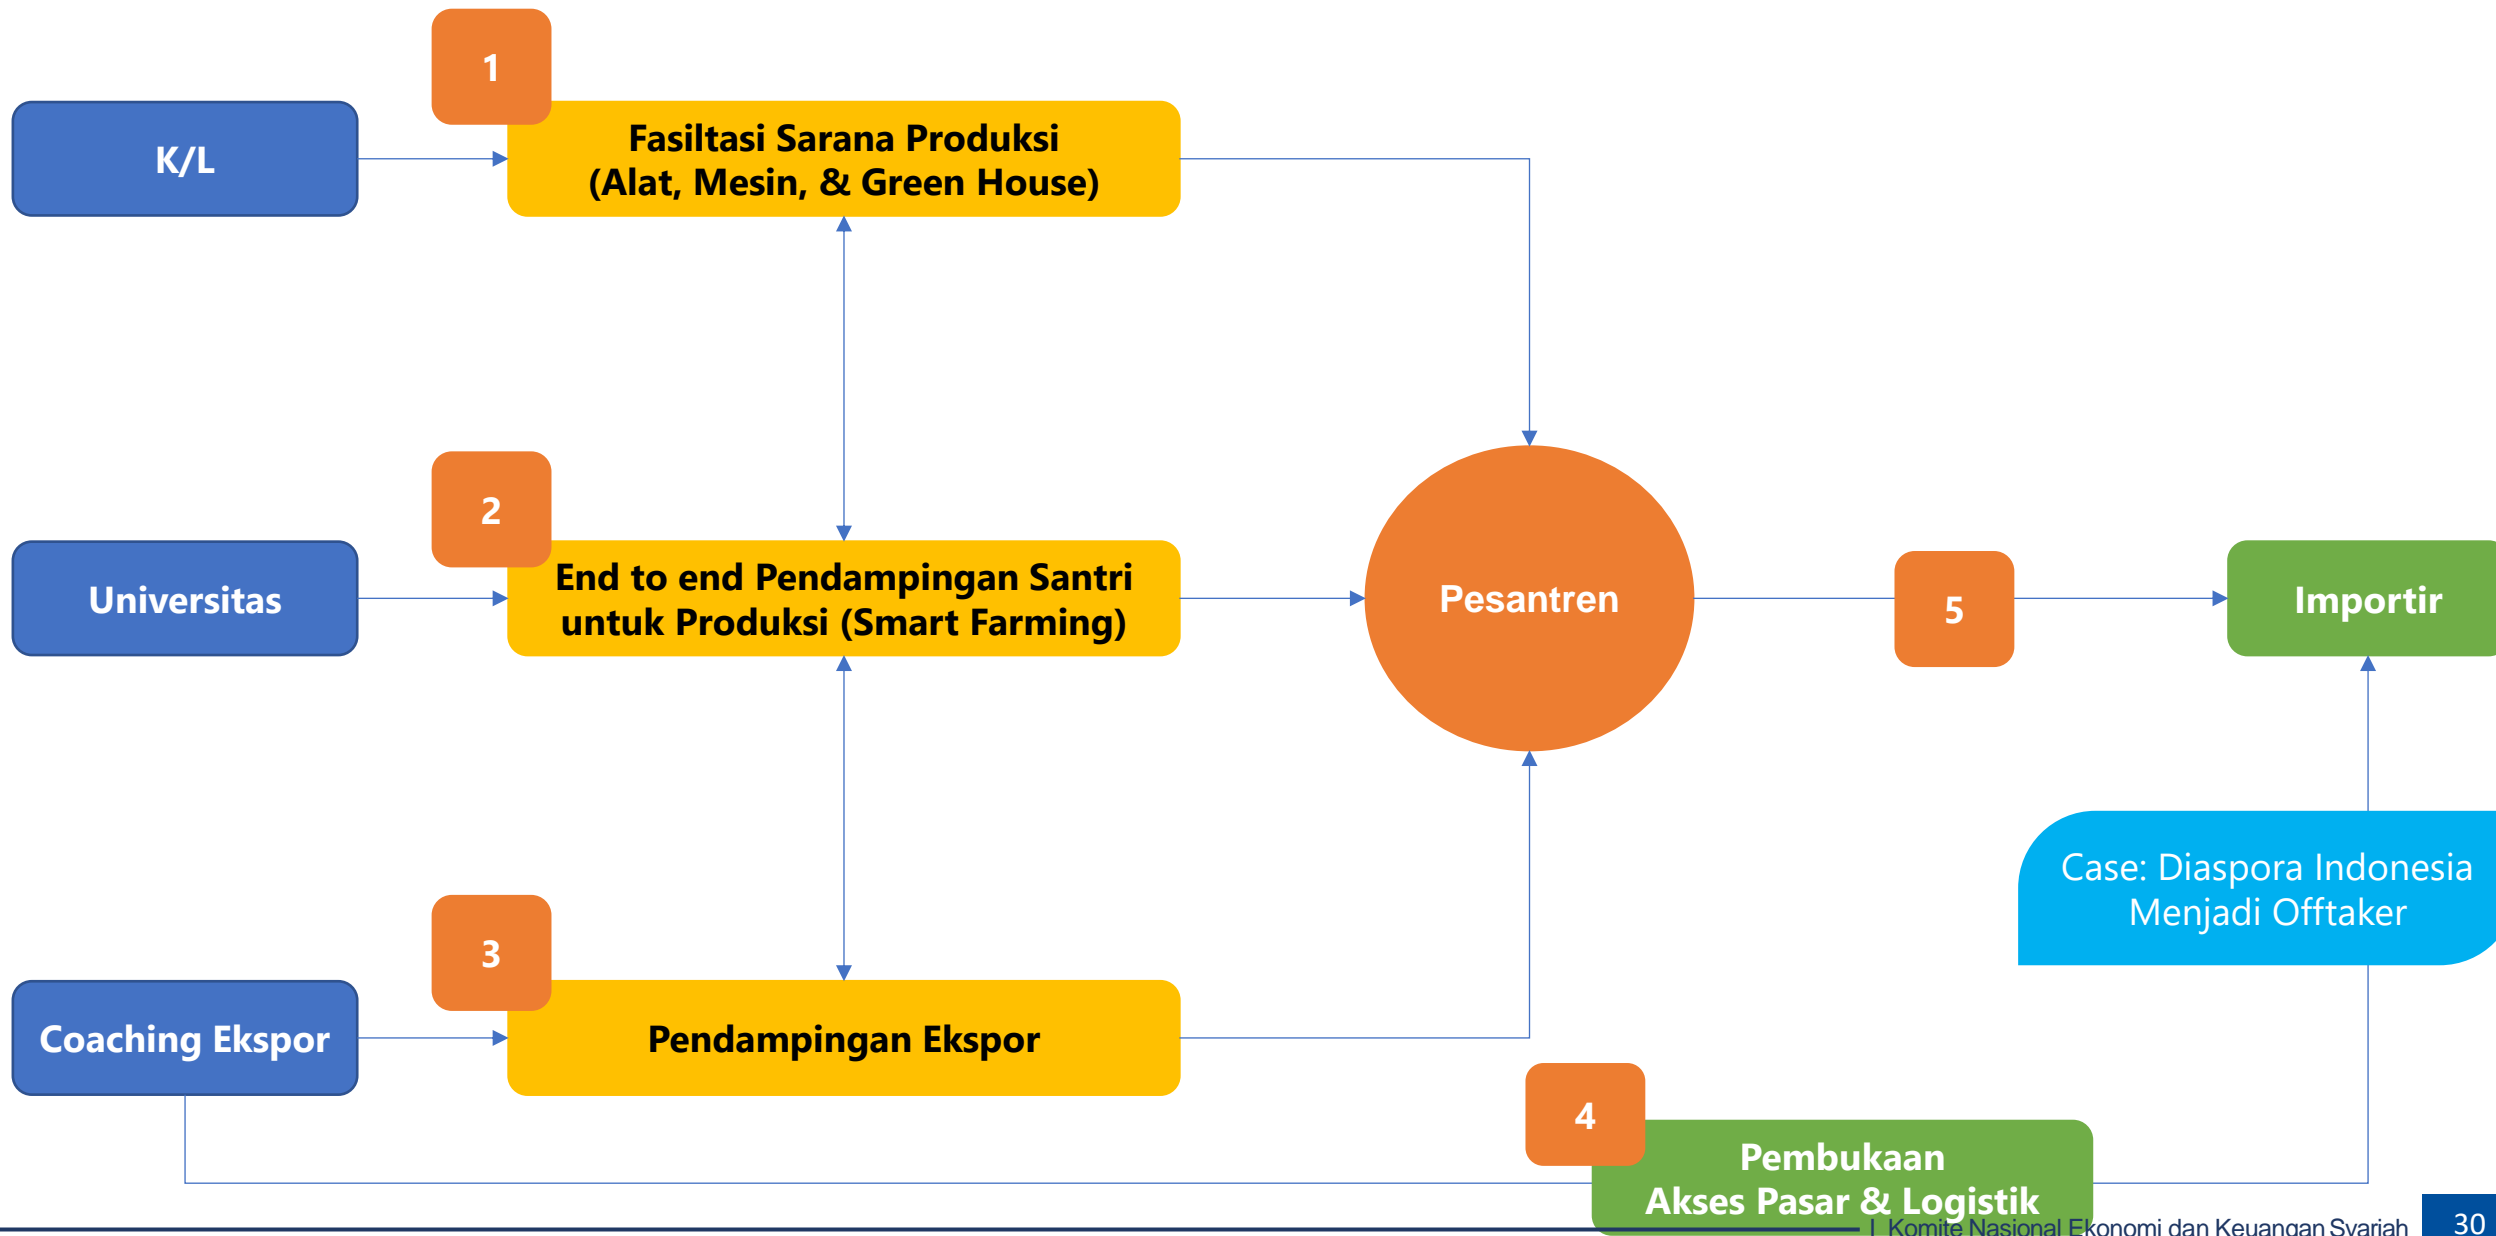 1
K/L
Fasiltasi Sarana Produksi
(Alat, Mesin, & Green House)
2
Universitas
End to end Pendampingan Santri
untuk Produksi (Smart Farming)
Pesantren
5
Importir
Case: Diaspora Indonesia
Menjadi Offtaker
3
Coaching Ekspor
Pendampingan Ekspor
4
Pembukaan
Akses Pasar & Logistik
| Komite Nasional Ekonomi dan Keuangan Syariah
30